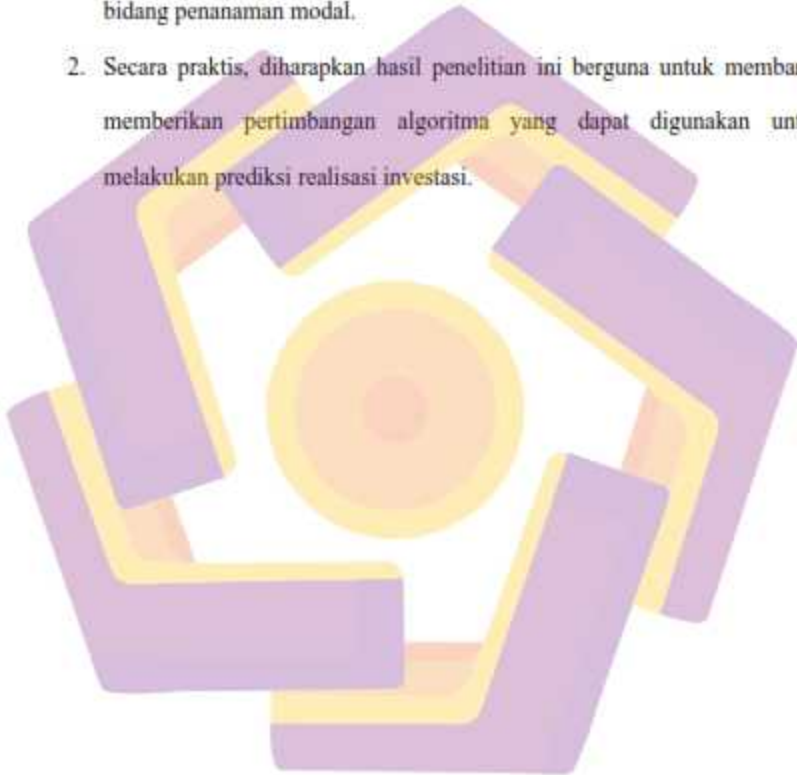 bidang penanaman modal.
2. Secara praktis, diharapkan hasil penelitian ini berguna untuk
memberikan pertimbangan algoritma yang dapat digunakan
melakukan prediksi realisasi investasi.